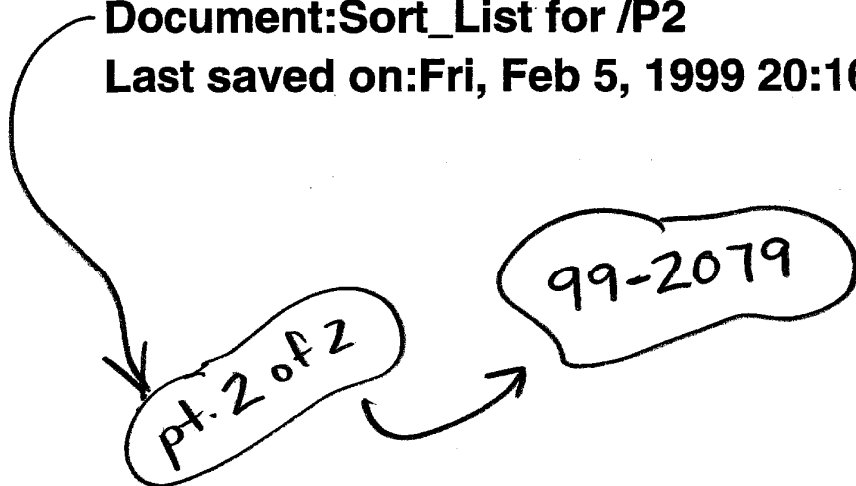 Document:Sort_List for /P2
Last saved on:Fri, Feb 5, 1999 20:16
pt. 2 of 2
99-2079